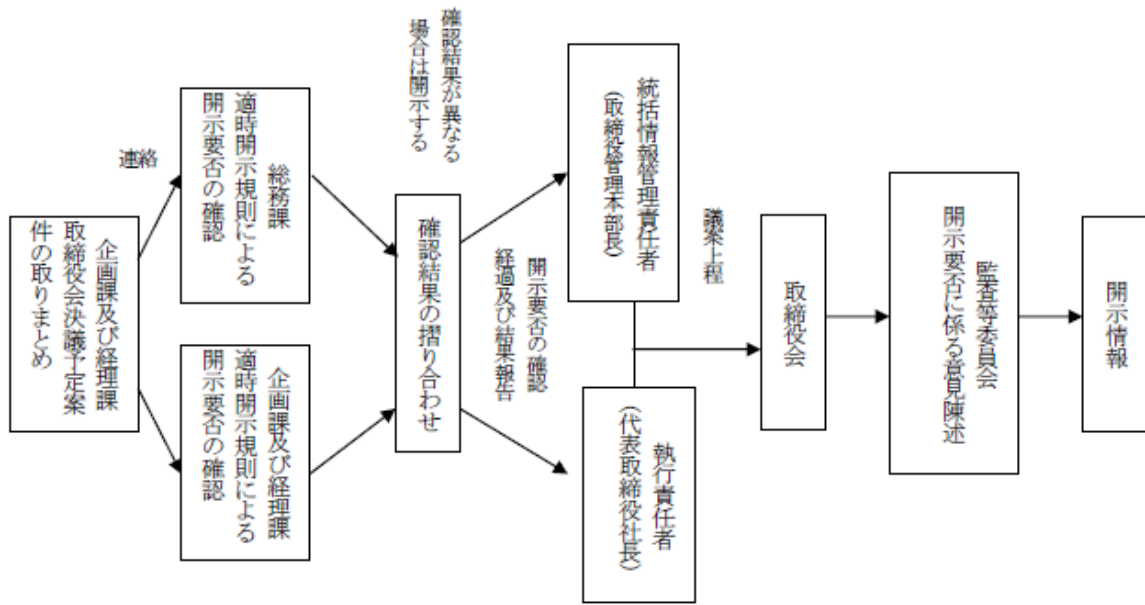 企画課及び経理課
取締役会決議予定案
件の取りまとめ
連絡
総務課
適時開示規則による
開示要否の確認
企画課及び経理課
適時開示規則による
開示要否の確認
確認結果が異なる
場合は開示する
確認結果の摺り合わせ
開示要否の確認
経過及び結果報告
統括情報管理責任者
(取締役管理本部長)
執行責任者
(代表取締役社長)
議案上程
取締役会
監査等委員会
開示要否に係る意見陳述
開示情報